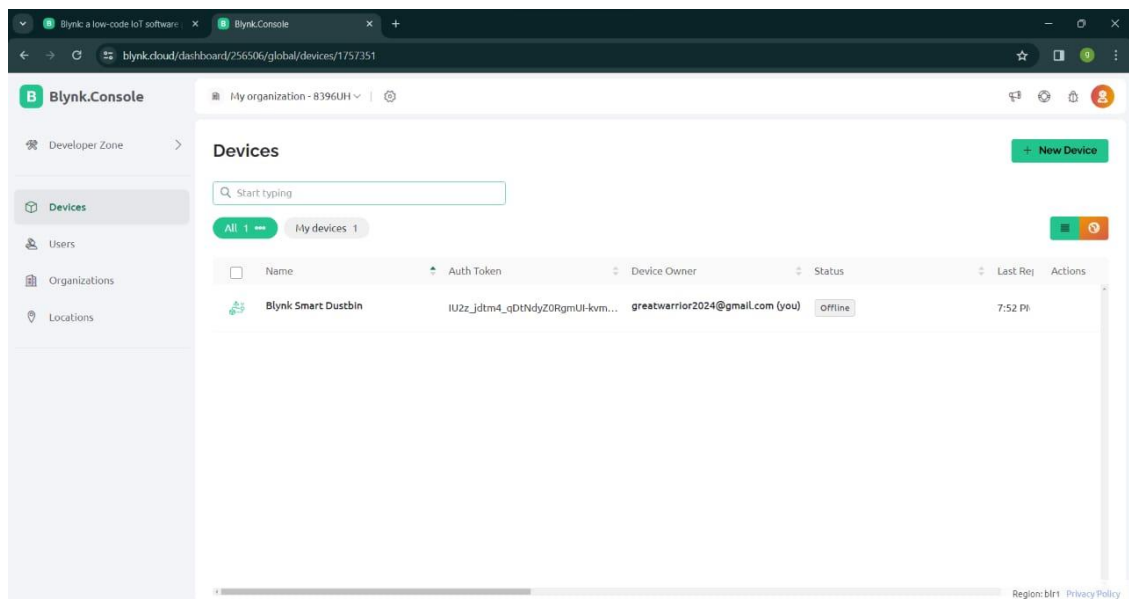 Blynk: a low-code IoT software
Blynk.Console
blynk.cloud/dashboard/256506/global/devices/1757351
Blynk.Console
My organization - 8396UH
Developer Zone
Devices
+ New Device
Start typing
Devices
All 1
My devices 1
Users
Organizations
Locations
Name Auth Token Device Owner Status Last Rep Actions
Blynk Smart Dustbin IU2z_jdtm4_qDtNdyZ0RgmUI-kvm... greatwarrior2024@gmail.com (you) Offline 7:52 PM
Region: blr1 Privacy Policy